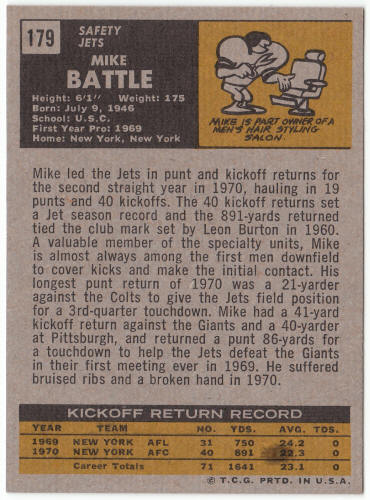 179
SAFETY
JETS
MIKE
BATTLE
Height: 6'1" Weight: 175
Born: July 9, 1946
School: U.S.C.
First Year Pro: 1969
Home: New York, New York
MIKE IS PART OWNER OF A
MEN'S HAIR STYLING
SALON.
Mike led the Jets in punt and kickoff returns for
the second straight year in 1970, hauling in 19
punts and 40 kickoffs. The 40 kickoff returns set
a Jet season record and the 891-yards returned
tied the club mark set by Leon Burton in 1960.
A valuable member of the specialty units, Mike
is almost always among the first men downfield
to cover kicks and make the initial contact. His
longest punt return of 1970 was a 21-yarder
against the Colts to give the Jets field position
for a 3rd-quarter touchdown. Mike had a 41-yard
kickoff return against the Giants and a 40-yarder
at Pittsburgh, and returned a punt 86-yards for
a touchdown to help the Jets defeat the Giants
in their first meeting ever in 1969. He suffered
bruised ribs and a broken hand in 1970.
KICKOFF RETURN RECORD
YEAR TEAM NO. YDS. AVG. TDS.
1969 NEW YORK AFL 31 750 24.2 0
1970 NEW YORK AFC 40 891 22.3 0
Career Totals 71 1641 23.1 0
© T.C.G. PRTD. IN U.S.A.